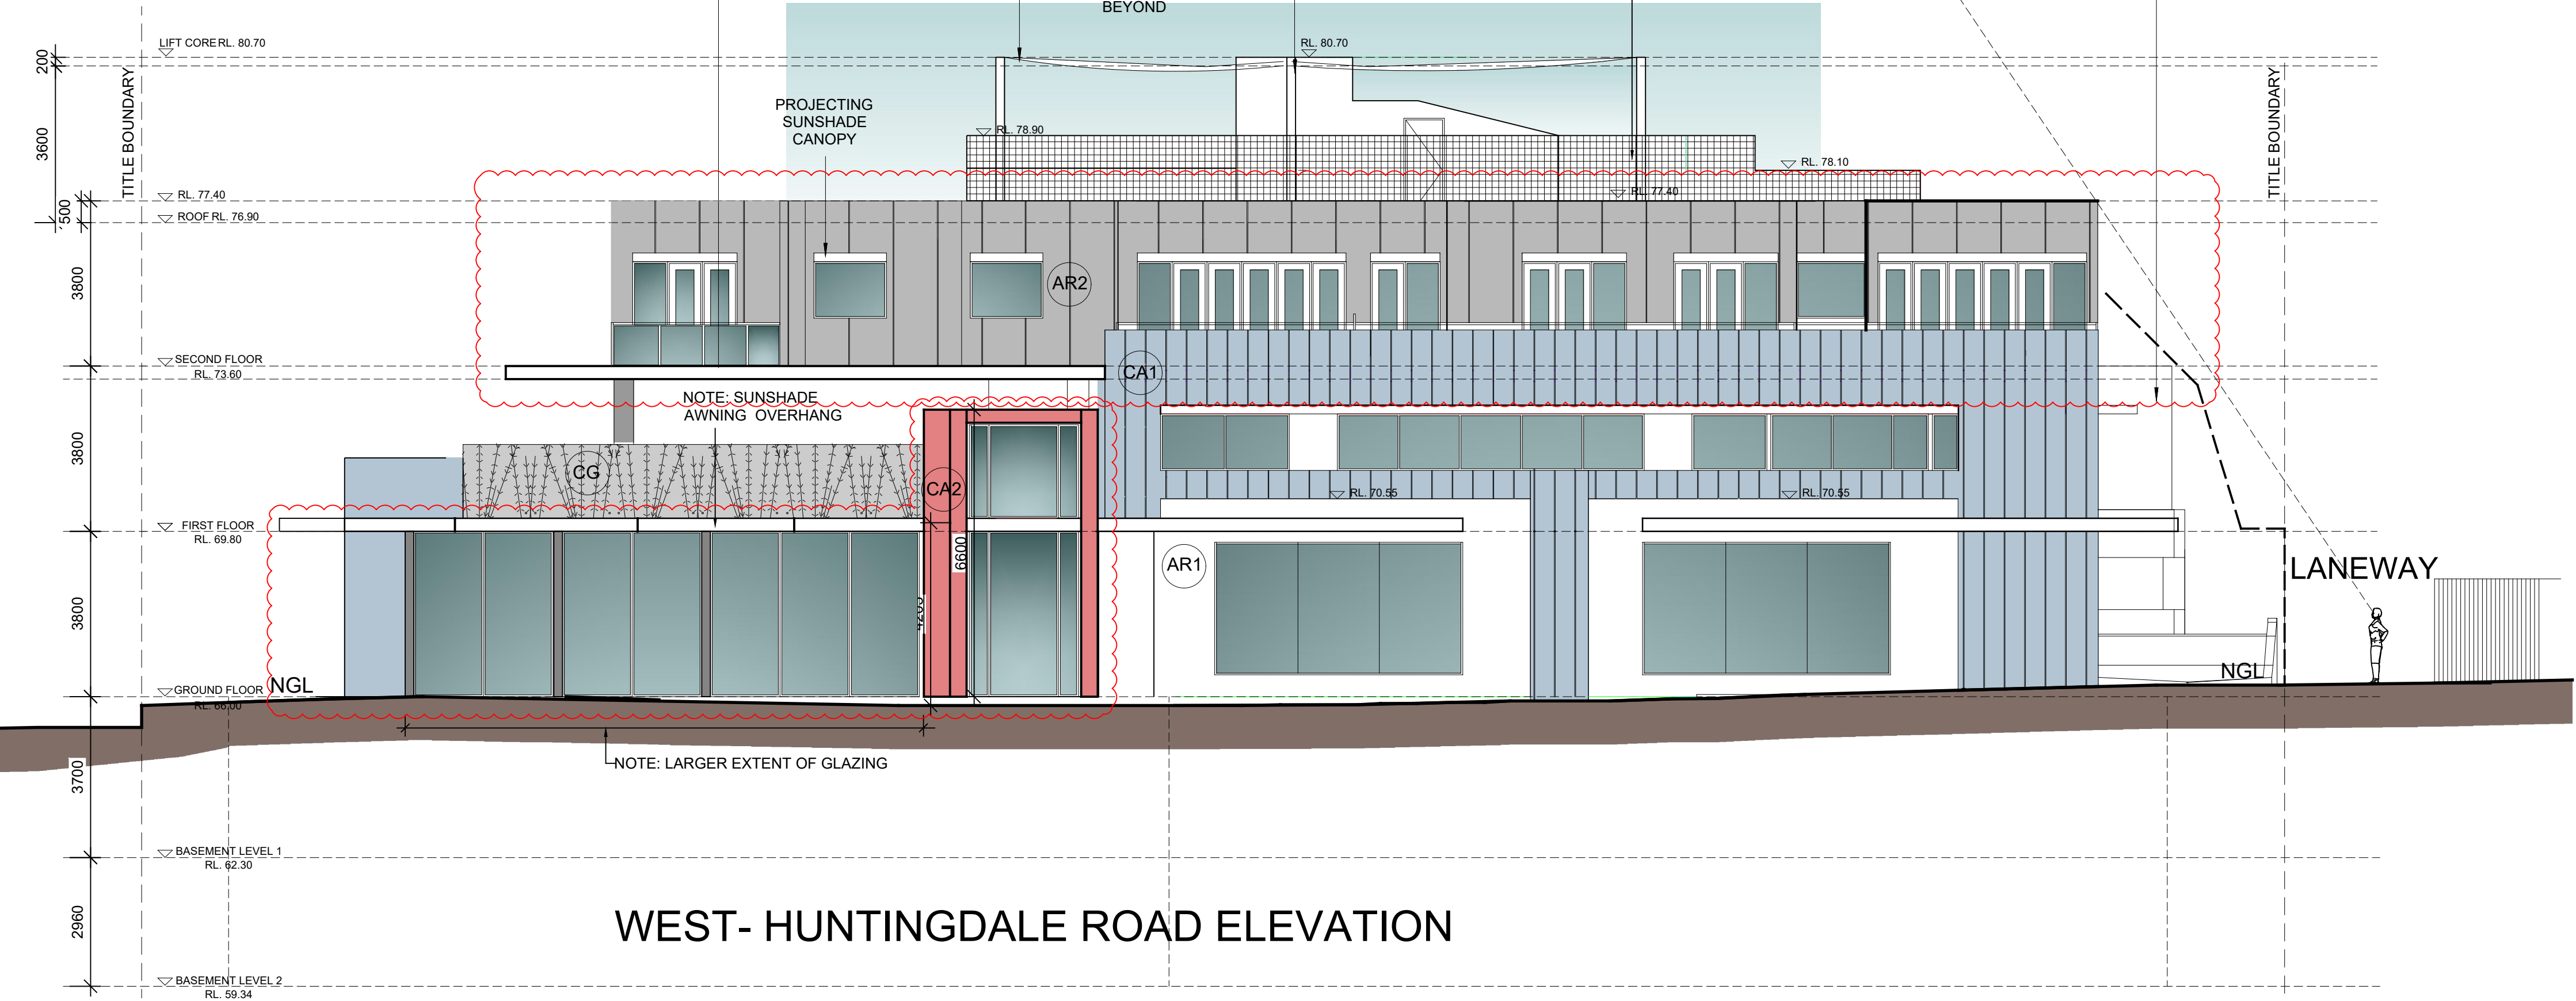 BEYOND
LIFT CORE RL. 80.70
RL. 80.70
200
TITLE BOUNDARY
TITLE BOUNDARY
PROJECTING
SUNSHADE
CANOPY
3600
RL. 78.90
RL. 78.10
RL. 77.40
RL. 77.40
500
ROOF RL. 76.90
3800
AR2
SECOND FLOOR
RL. 73.60
CA1
NOTE: SUNSHADE
AWNING OVERHANG
3800
CG
CA2
RL. 70.55
RL. 70.55
FIRST FLOOR
RL. 69.80
6600
AR1
LANEWAY
3800
NGL
GROUND FLOOR
NGL
RL. 66.00
NOTE: LARGER EXTENT OF GLAZING
3700
BASEMENT LEVEL 1
RL. 62.30
2960
WEST- HUNTINGDALE ROAD ELEVATION
BASEMENT LEVEL 2
RL. 59.34